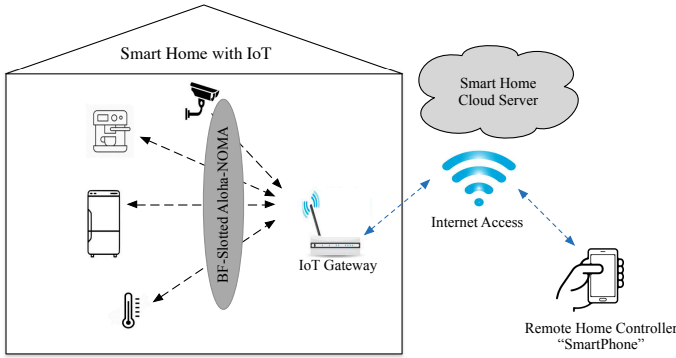 Smart Home with IoT
Smart Home
Cloud Server
BF-Slotted Aloha-NOMA
Internet Access
IoT Gateway
Remote Home Controller
“SmartPhone”